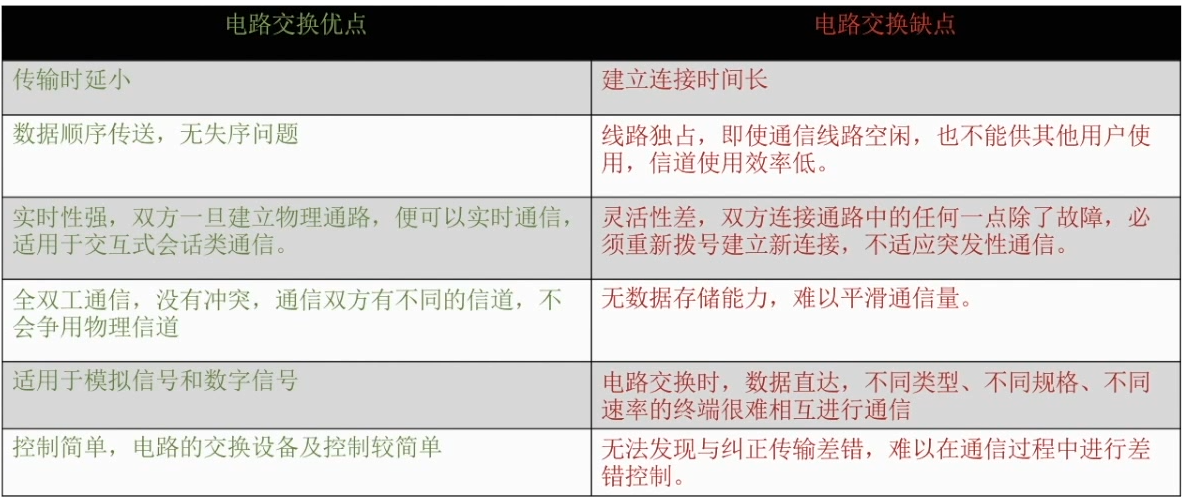 电路交换优点
电路交换缺点
传输时延小
建立连接时间长
数据顺序传送，无失序问题
线路独占，即使通信线路空闲，也不能供其他用户使
用，信道使用效率低。
实时性强，双方一旦建立物理通路，便可以实时通信，
适用于交互式会话类通信。
灵活性差，双方连接通路中的任何一点除了故障，必
须重新拨号建立新连接，不适应突发性通信。
全双工通信，没有冲突，通信双方有不同的信道，不
会争用物理信道
无数据存储能力，难以平滑通信量。
适用于模拟信号和数字信号
电路交换时，数据直达，不同类型、不同规格、不同
速率的终端很难相互进行通信
控制简单，电路的交换设备及控制较简单
无法发现与纠正传输差错，难以在通信过程中进行差
错控制。